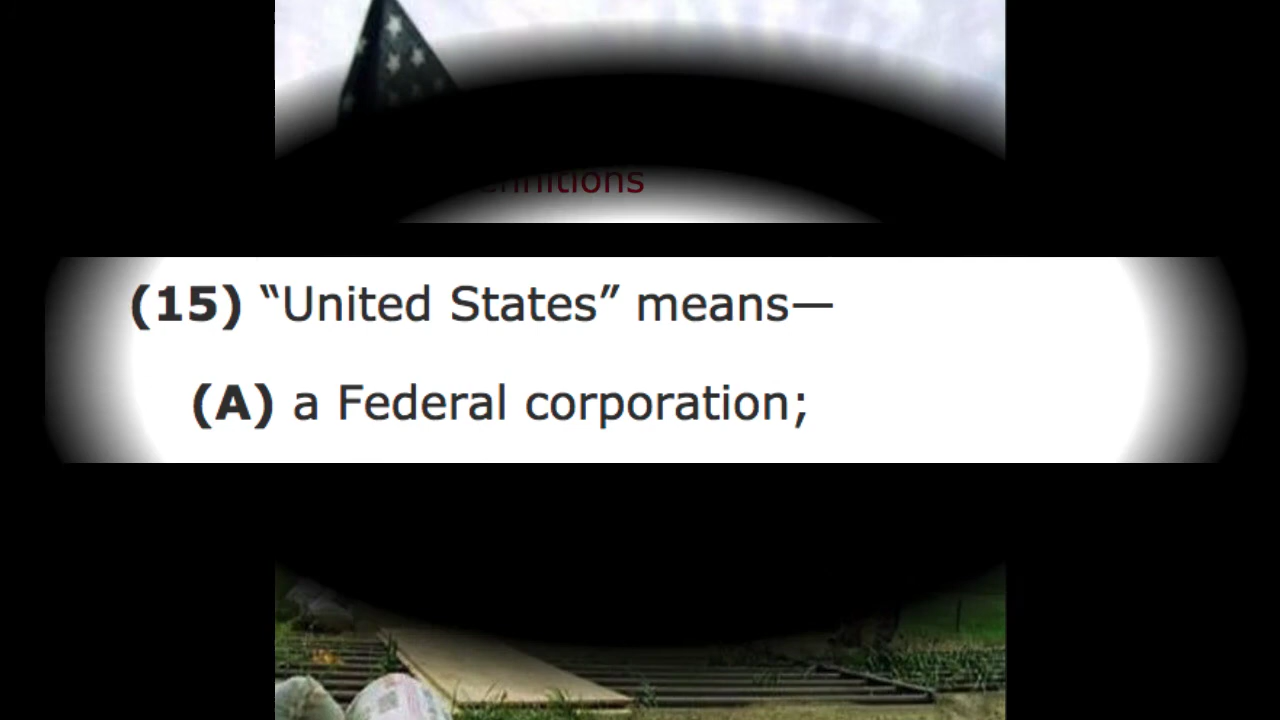 (15) “United States” means—
(A) a Federal corporation;